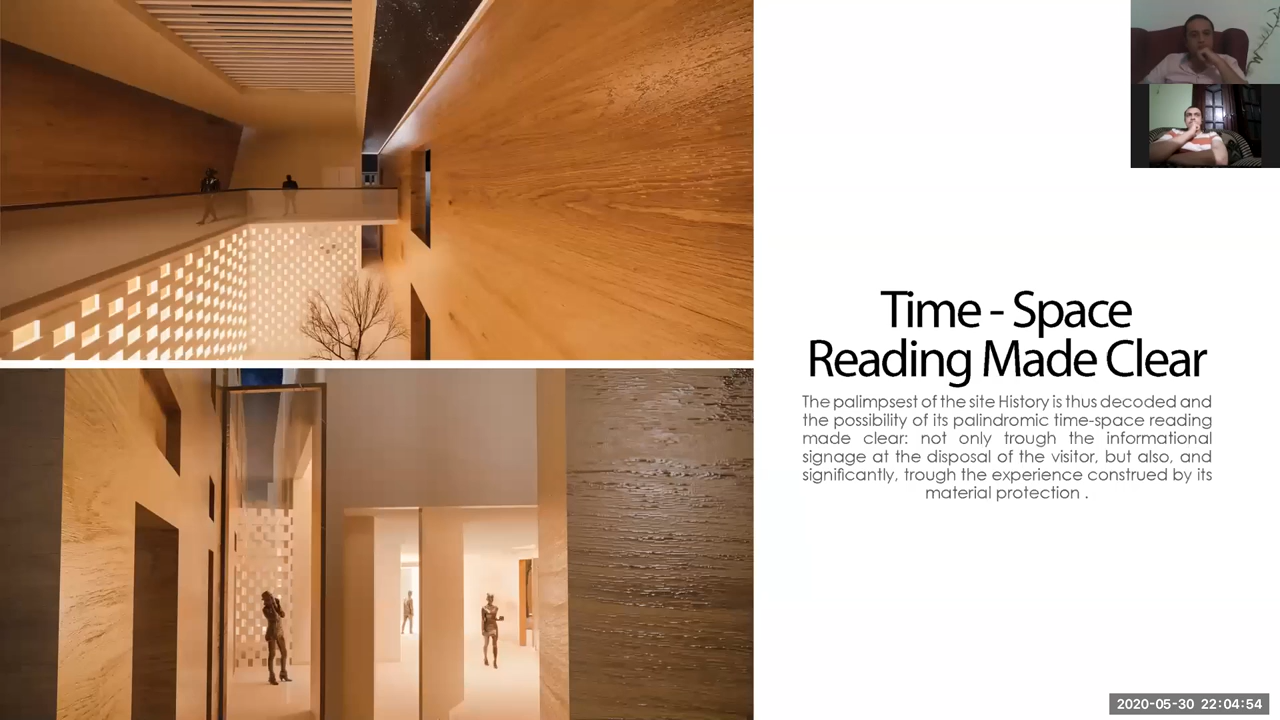 Time - Space
Reading Made Clear
The palimpsest of the site History is thus decoded and
the possibility of its palindromic time-space reading
made clear: not only trough the informational
signage at the disposal of the visitor, but also, and
significantly, trough the experience construed by its
material protection .
2020-05-30 22:04:54